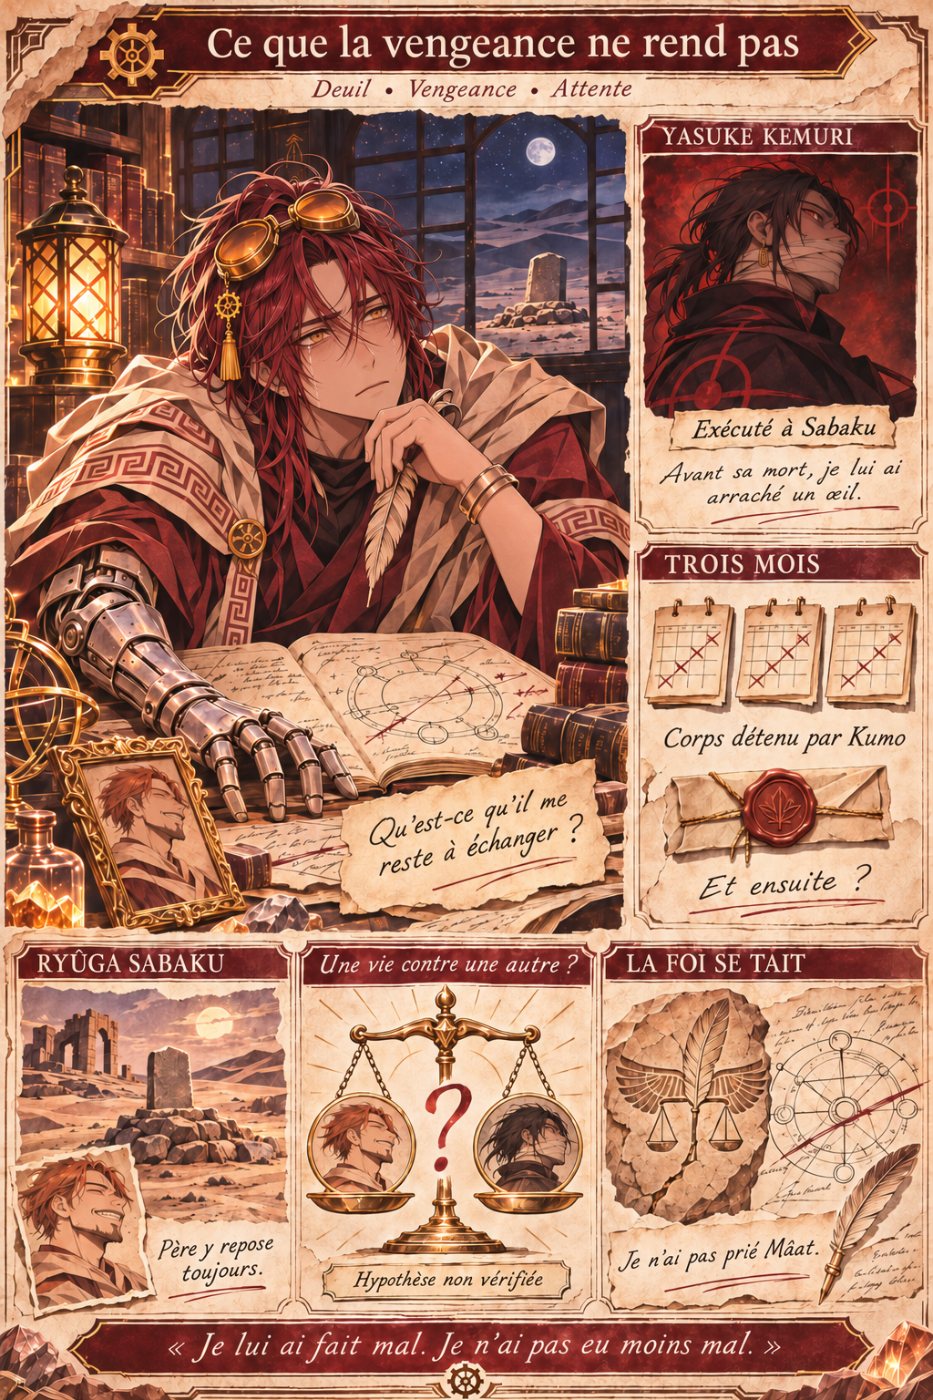 Ce que la vengeance ne rend pas
Deuil • Vengeance • Attente
YASUKE KEMURI
Exécuté à Sabaku
Avant sa mort, je lui ai
arraché un œil.
TROIS MOIS
Corps détenu par Kumo
Et ensuite ?
Qu'est-ce qu'il me
reste à échanger ?
RYÛGA SABAKU
Père y repose
toujours.
Une vie contre une autre ?
?
Hypothèse non vérifiée
LA FOI SE TAIT
Je n'ai pas prié Mâat.
« Je lui ai fait mal. Je n'ai pas eu moins mal. »